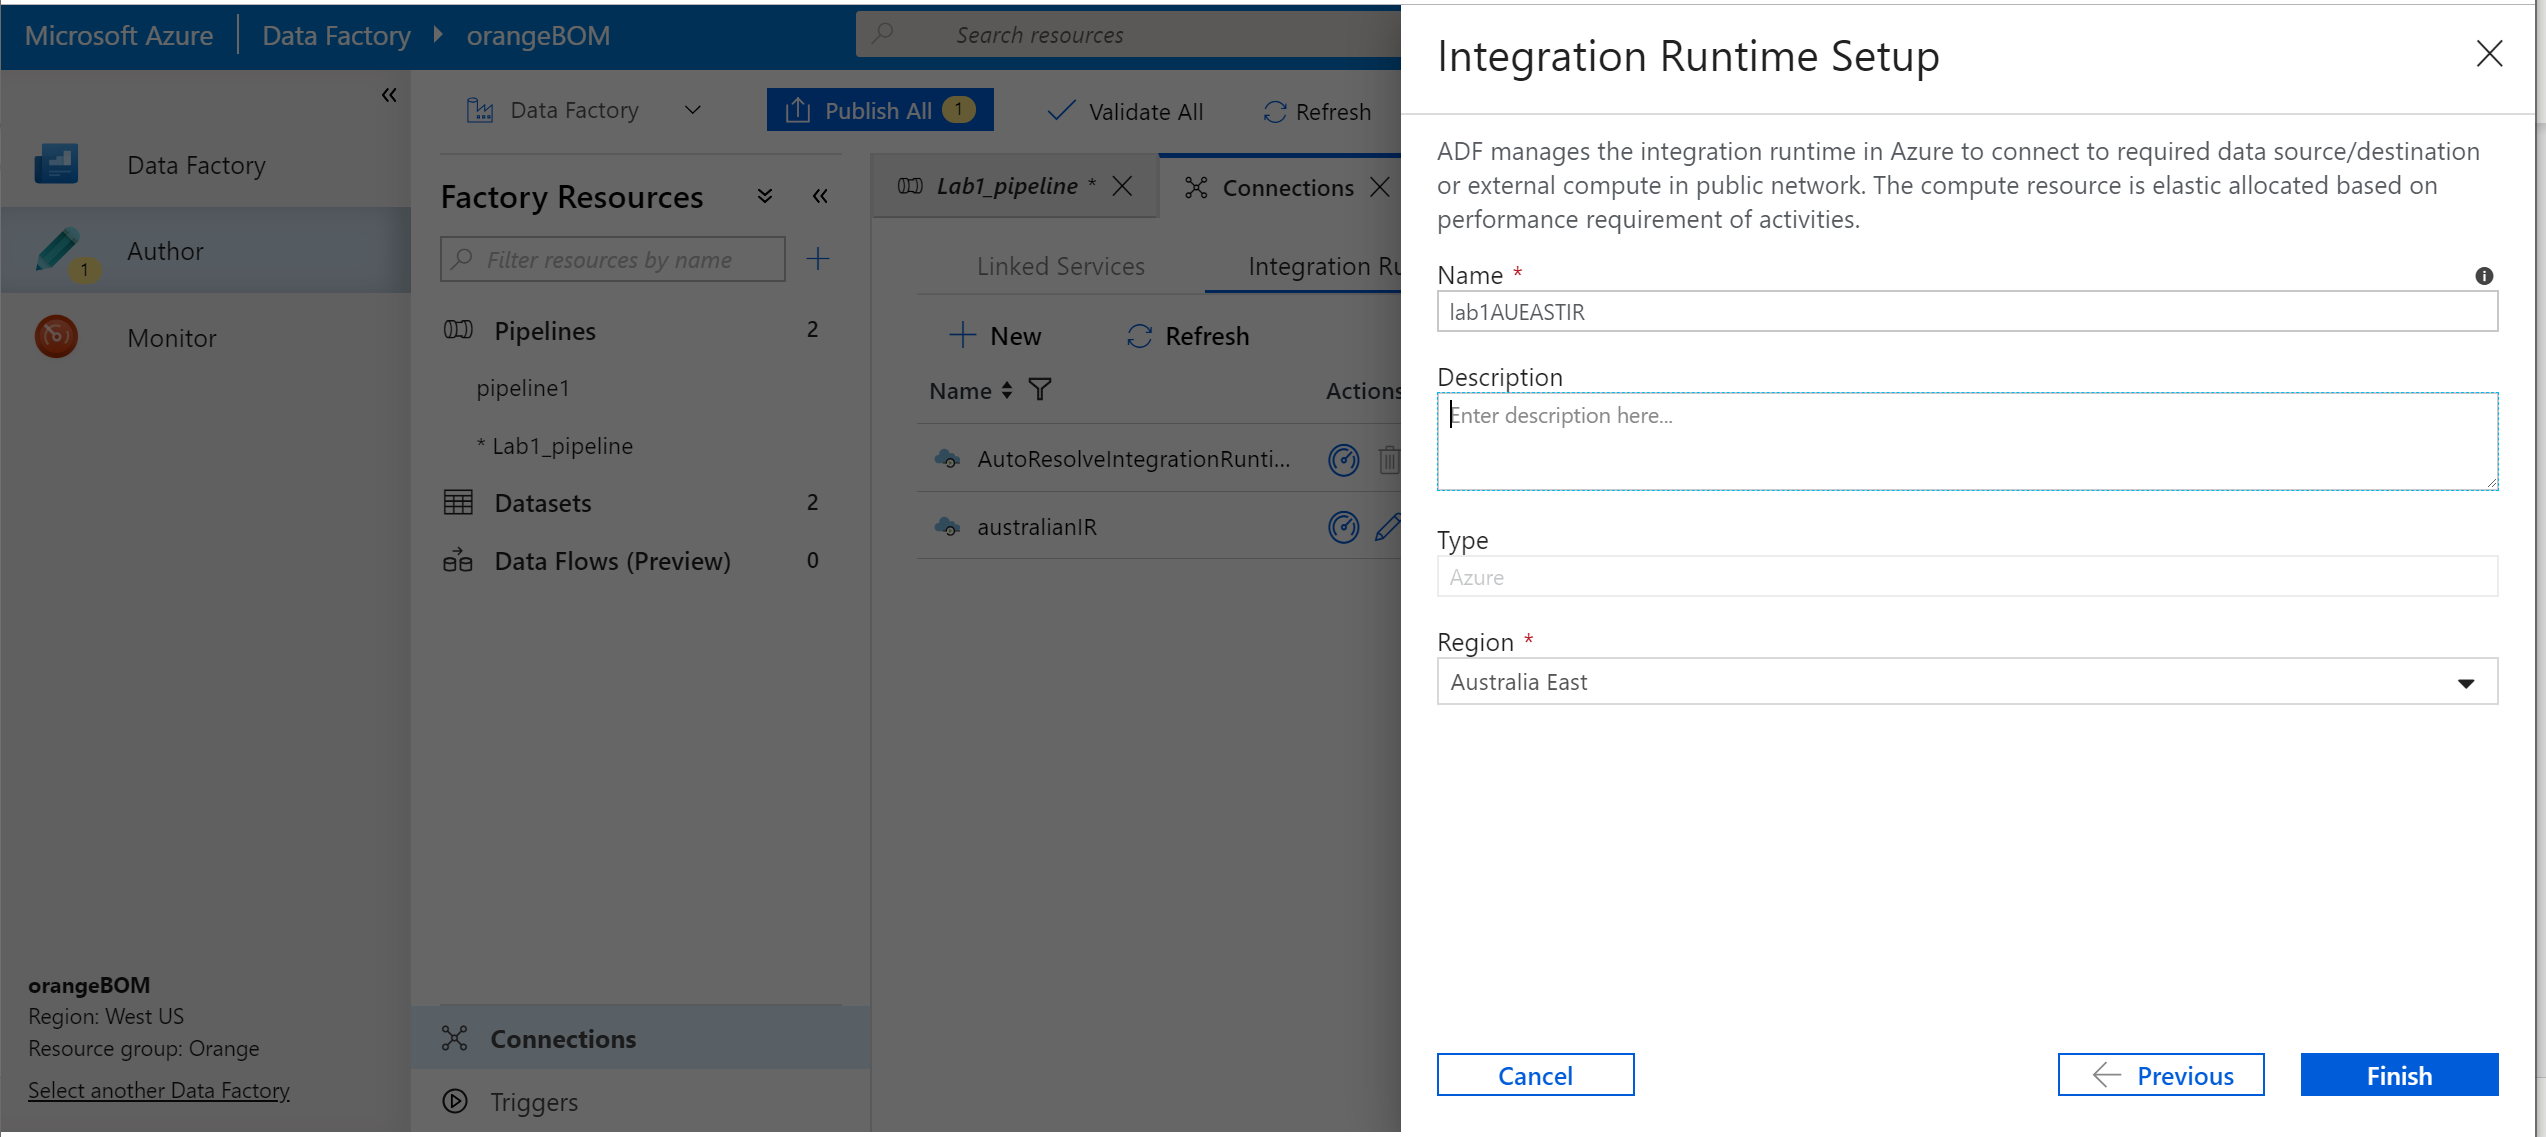 Microsoft Azure
Data Factory
orangeBOM
Search resources
Data Factory
Author
1
Monitor
orangeBOM
Region: West US
Resource group: Orange
Select another Data Factory
Data Factory
Publish All 1
Validate All
Refresh
Factory Resources
Filter resources by name
Pipelines 2
pipeline1
* Lab1_pipeline
Datasets 2
Data Flows (Preview) 0
Connections
Triggers
Lab1_pipeline *
Connections
Linked Services
Integration Ru
New
Refresh
Name
Actions
AutoResolveIntegrationRunti...
australianIR
Integration Runtime Setup
ADF manages the integration runtime in Azure to connect to required data source/destination
or external compute in public network. The compute resource is elastic allocated based on
performance requirement of activities.
Name *
lab1AUEASTIR
Description
Enter description here...
Type
Azure
Region *
Australia East
Cancel
Previous
Finish